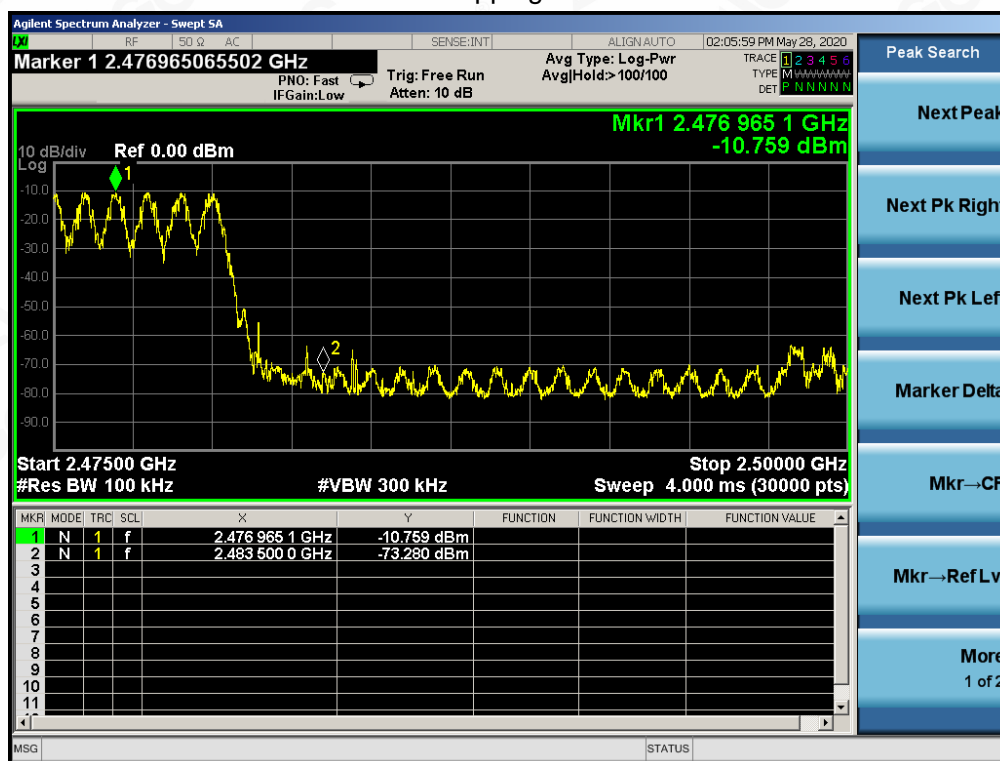 pping
Agilent Spectrum Analyzer - Swept SA
LXI RF 50 Ω AC SENSE:INT ALIGN AUTO 02:05:59 PM May 28, 2020
Marker 1 2.476965065502 GHz
PNO: Fast
IFGain:Low
Trig: Free Run
Atten: 10 dB
Avg Type: Log-Pwr
Avg|Hold:>100/100
TRACE 1 2 3 4 5 6
TYPE M
DET P N N N N N
Peak Search
Mkr1 2.476 965 1 GHz
-10.759 dBm
10 dB/div Ref 0.00 dBm
Log
1
-10.0
-20.0
-30.0
-40.0
-50.0
-60.0
2
-70.0
-80.0
-90.0
Start 2.47500 GHz Stop 2.50000 GHz
#Res BW 100 kHz #VBW 300 kHz Sweep 4.000 ms (30000 pts)
MKR MODE TRC SCL X Y FUNCTION FUNCTION WIDTH FUNCTION VALUE
1 N 1 f 2.476 965 1 GHz -10.759 dBm
2 N 1 f 2.483 500 0 GHz -73.280 dBm
3
4
5
6
7
8
9
10
11
MSG STATUS
Next Peak
Next Pk Righ
Next Pk Lef
Marker Delta
Mkr→CF
Mkr→Ref Lv
More
1 of 2